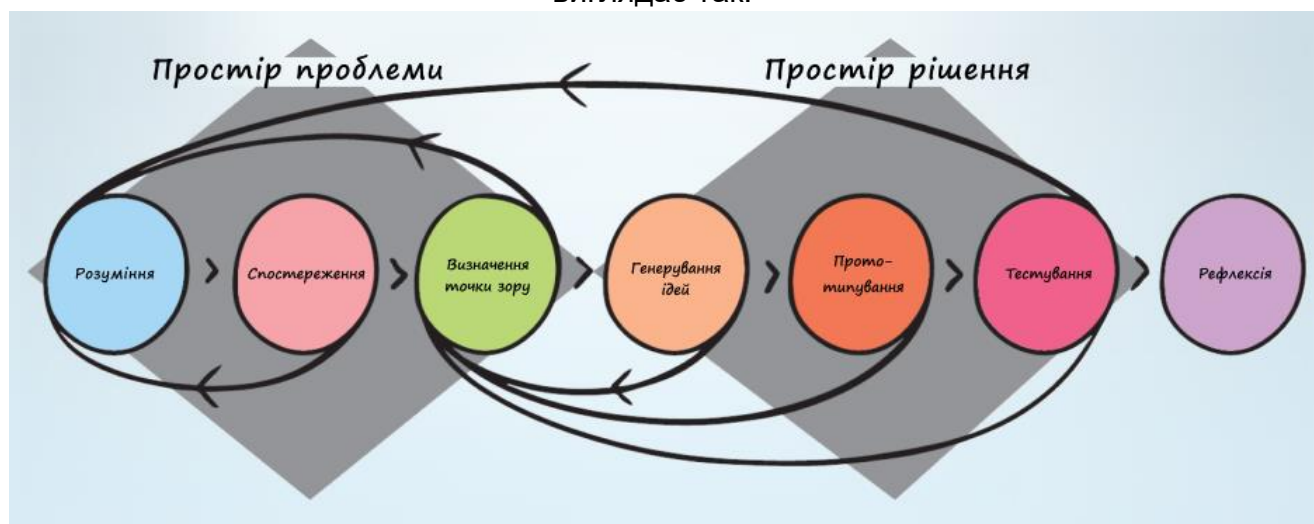 виглядає так:
Простір проблеми
Простір рішення
Розуміння
Спостереження
Визначення
точки зору
Генерування
ідей
Прото-
типування
Тестування
Рефлексія